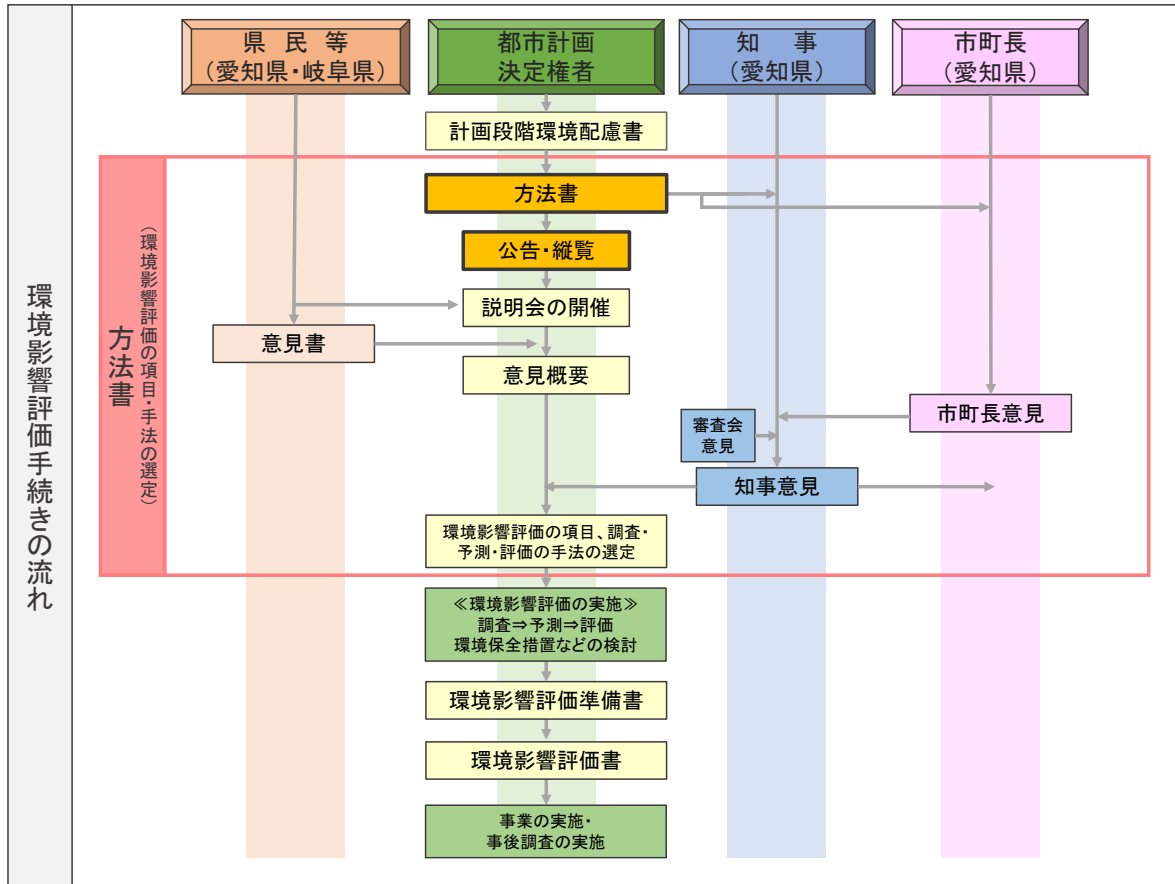 環境影響評価手続きの流れ
県民等
(愛知県・岐阜県)
都市計画
決定権者
知　事
(愛知県)
市町長
(愛知県)
計画段階環境配慮書
方法書
(環境影響評価の項目・手法の選定)
方法書
公告・縦覧
説明会の開催
意見書
意見概要
市町長意見
審査会
意見
知事意見
環境影響評価の項目、調査・
予測・評価の手法の選定
≪環境影響評価の実施≫
調査⇒予測⇒評価
環境保全措置などの検討
環境影響評価準備書
環境影響評価書
事業の実施・
事後調査の実施